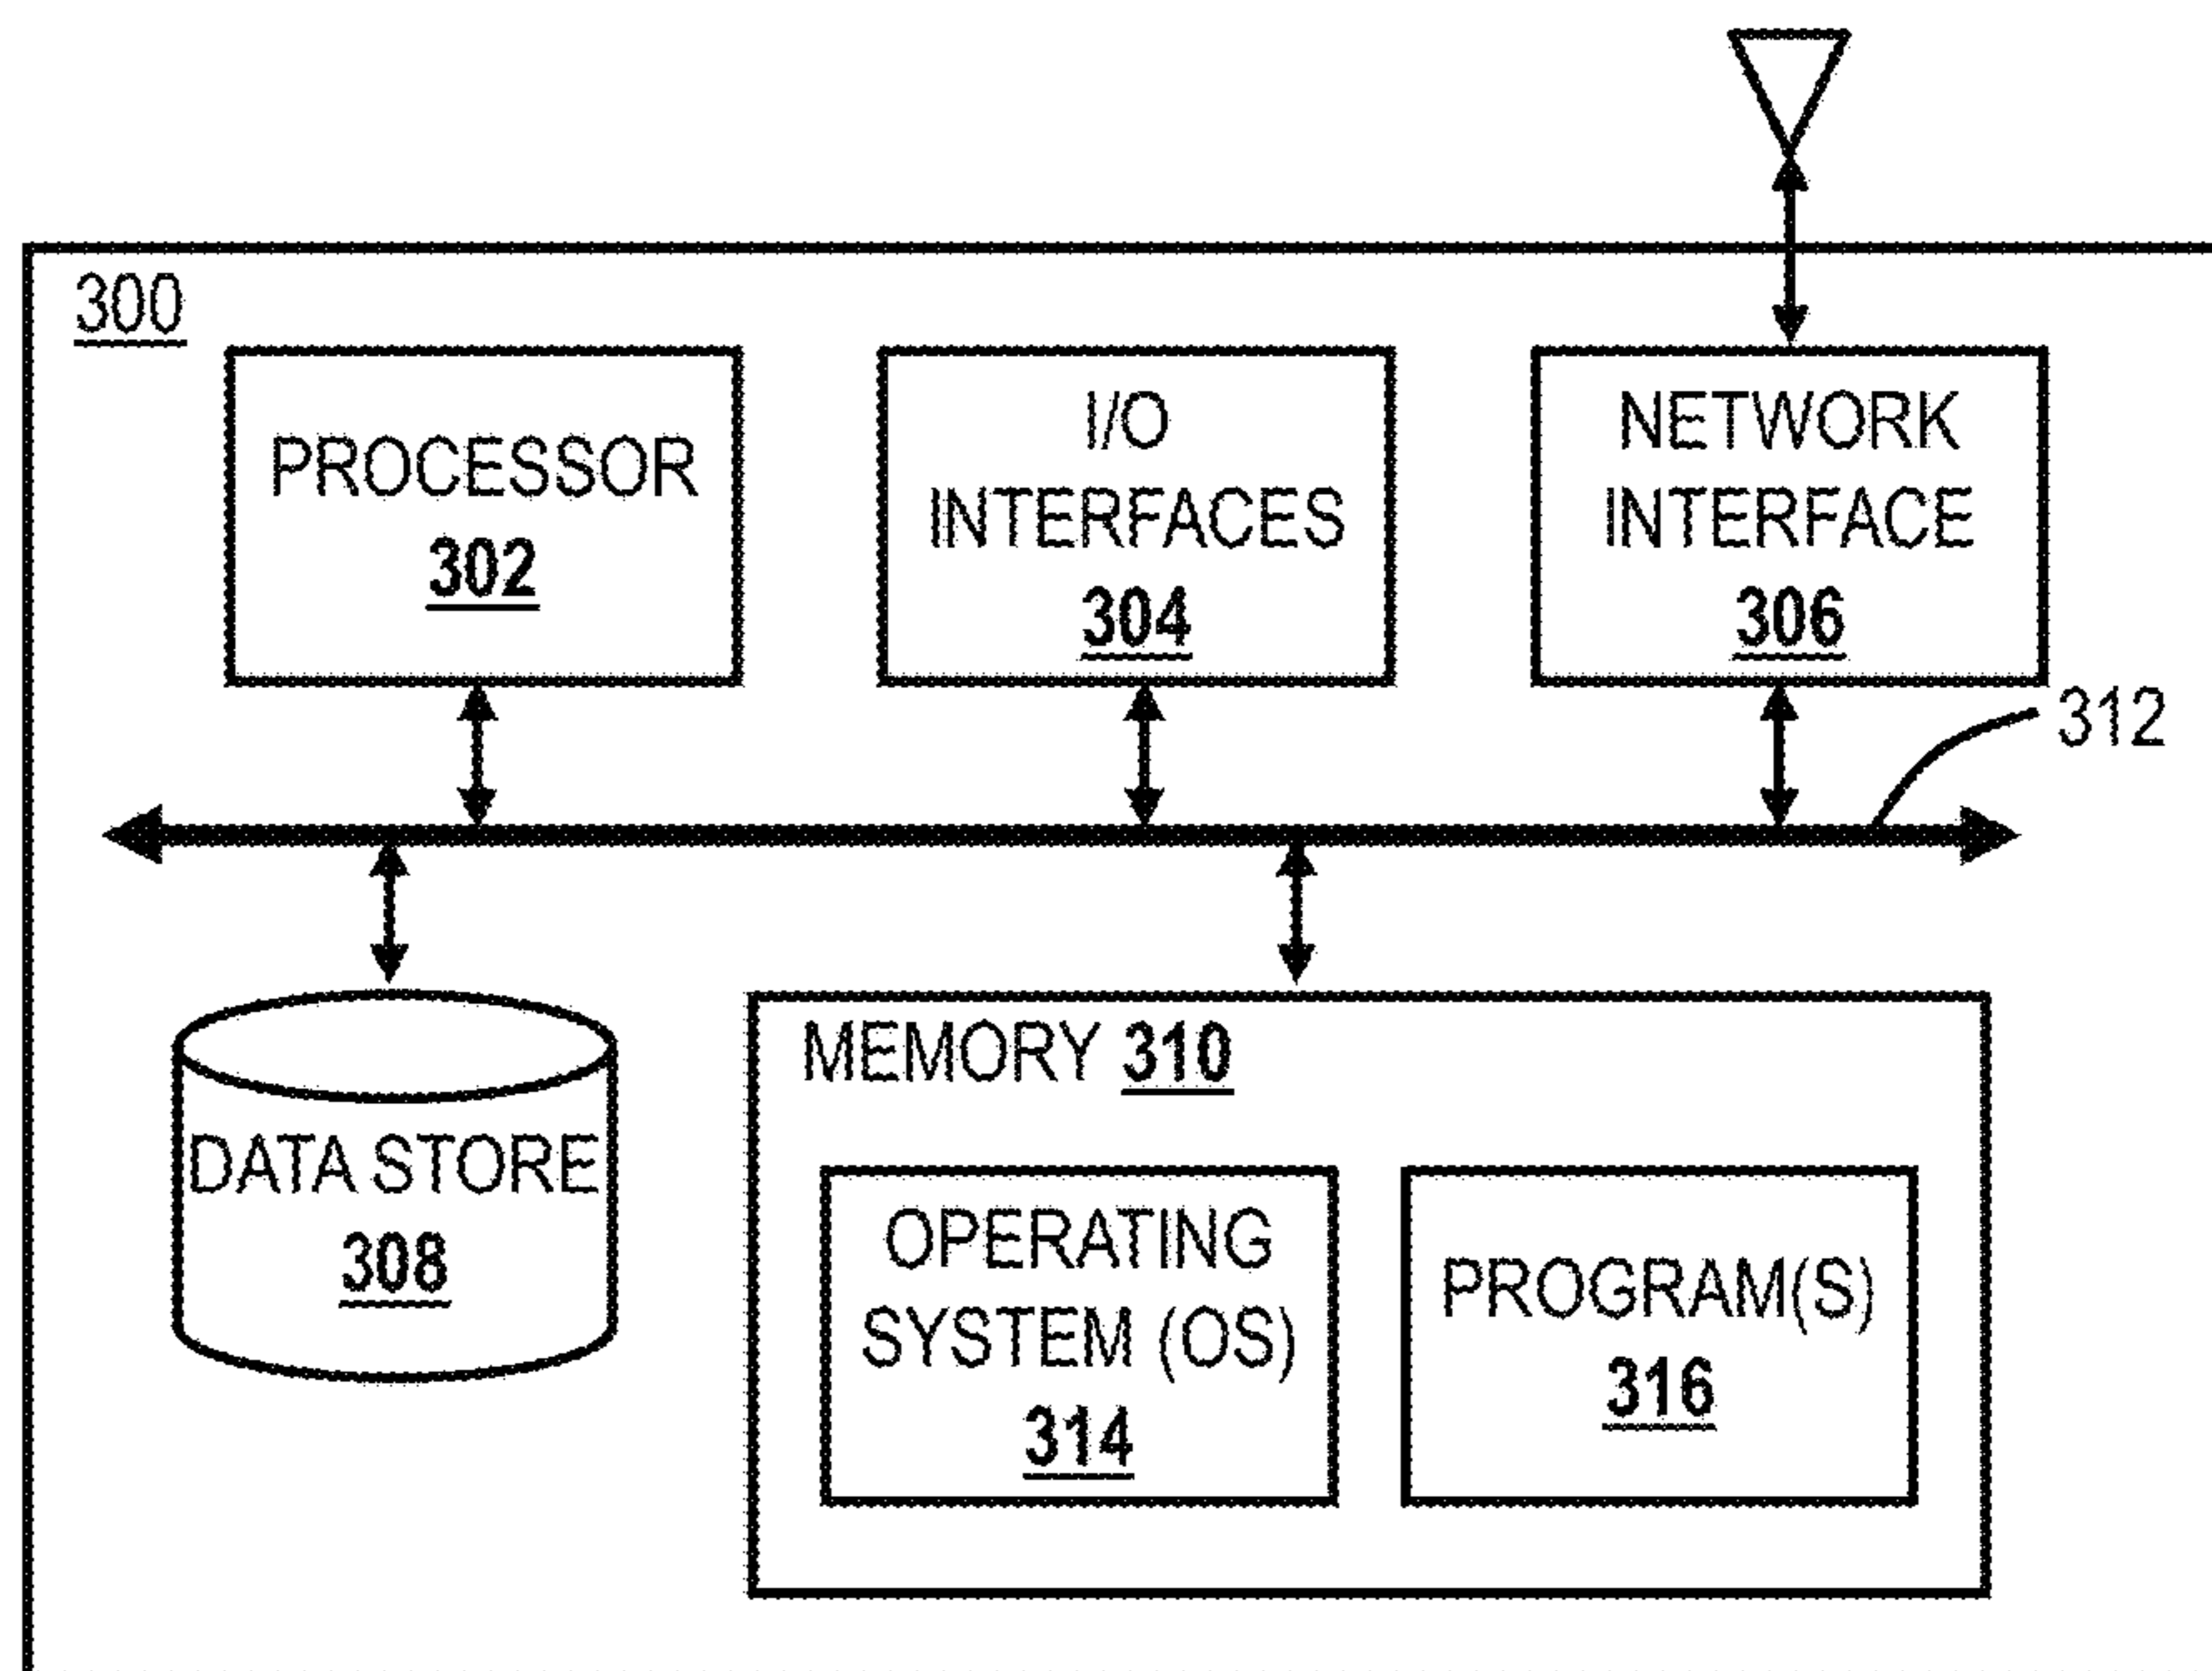 300
PROCESSOR
302
I/O
INTERFACES
304
NETWORK
INTERFACE
306
312
DATA STORE
308
MEMORY 310
OPERATING
SYSTEM (OS)
314
PROGRAM(S)
316